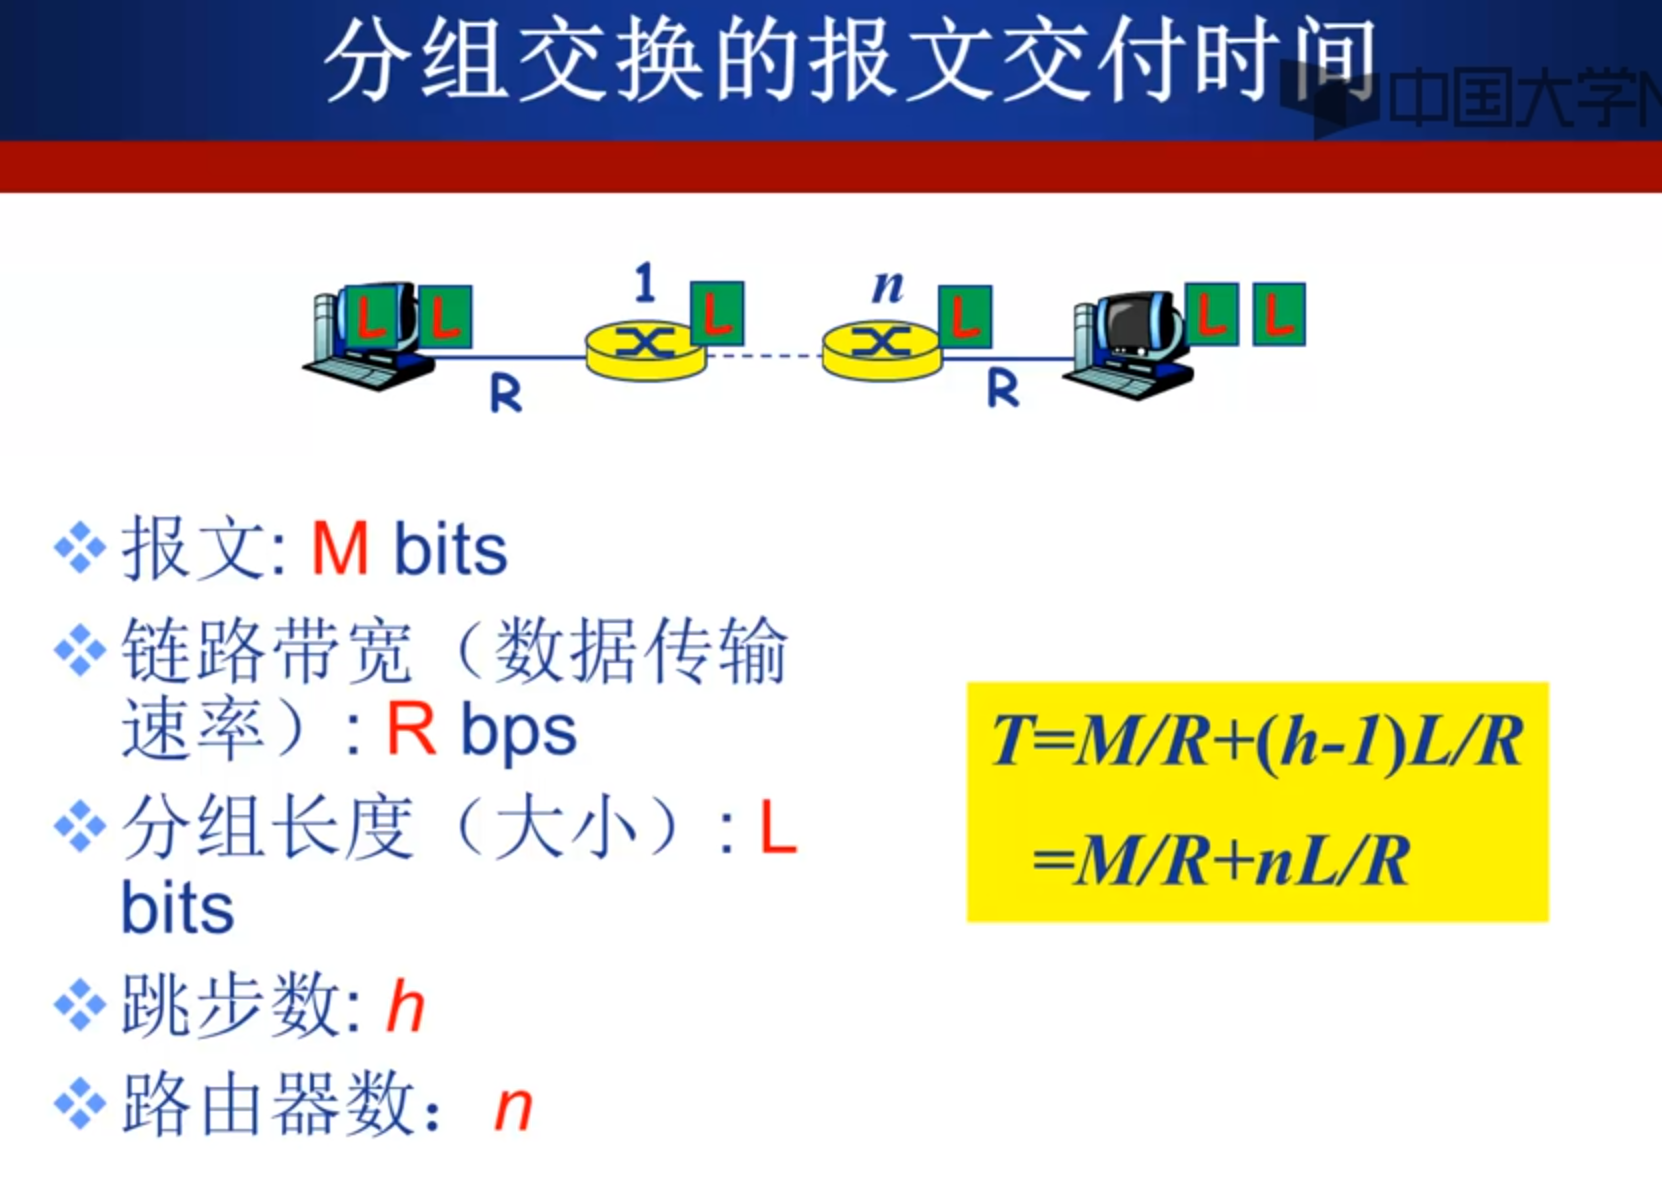 分组交换的报文交付时间
中国大学
1
n
L
L
L
L
L
L
R
R
报文: M bits
链路带宽（数据传输
速率）: R bps
分组长度（大小）: L
bits
跳步数: h
路由器数： n
T=M/R+(h-1)L/R
=M/R+nL/R